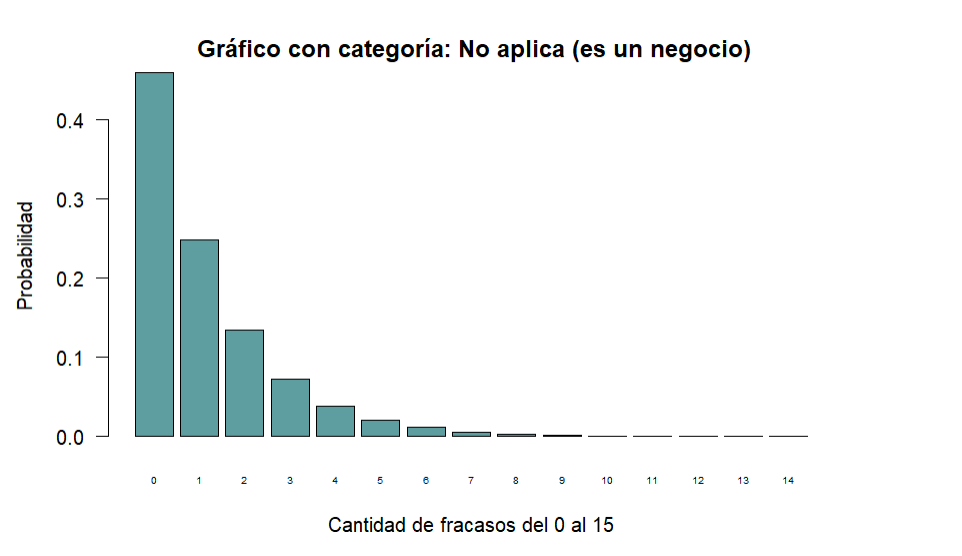 Gráfico con categoría: No aplica (es un negocio)
Probabilidad
0.4
0.3
0.2
0.1
0.0
0 1 2 3 4 5 6 7 8 9 10 11 12 13 14
Cantidad de fracasos del 0 al 15